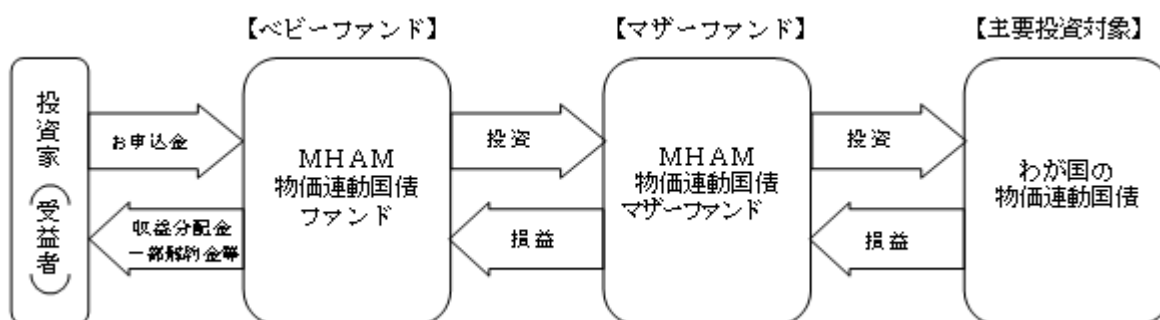 【ベビーファンド】
【マザーファンド】
【主要投資対象】
投資家(受益者)
お申込金
収益分配金
一部解約金等
MHAM
物価連動国債
ファンド
投資
損益
MHAM
物価連動国債
マザーファンド
投資
損益
わが国の
物価連動国債